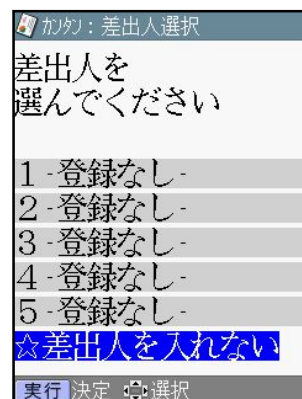 カンタン：差出人選択
差出人を
選んでください
1 -登録なし-
2 -登録なし-
3 -登録なし-
4 -登録なし-
5 -登録なし-
☆差出人を入れない
実行 決定 選択